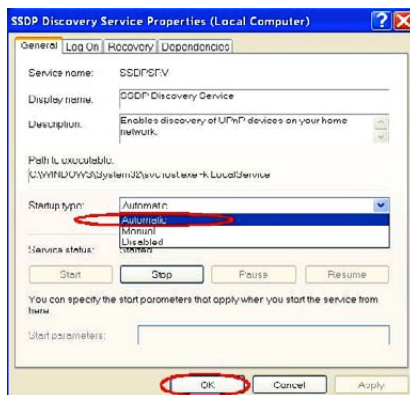 SSDP Discovery Service Properties (Local Computer)
General Log On Recovery Dependencies
Service name: SSDPSRV
Display name: SSDP Discovery Service
Description: Enables discovery of UPnP devices on your home
network.
Path to executable:
C:\WINDOWS\System32\svchost.exe -k LocalService
Startup type: Automatic
Automatic
Manual
Disabled
Service status: Started
Start Stop Pause Resume
You can specify the start parameters that apply when you start the service from
here.
Start parameters:
OK Cancel Apply